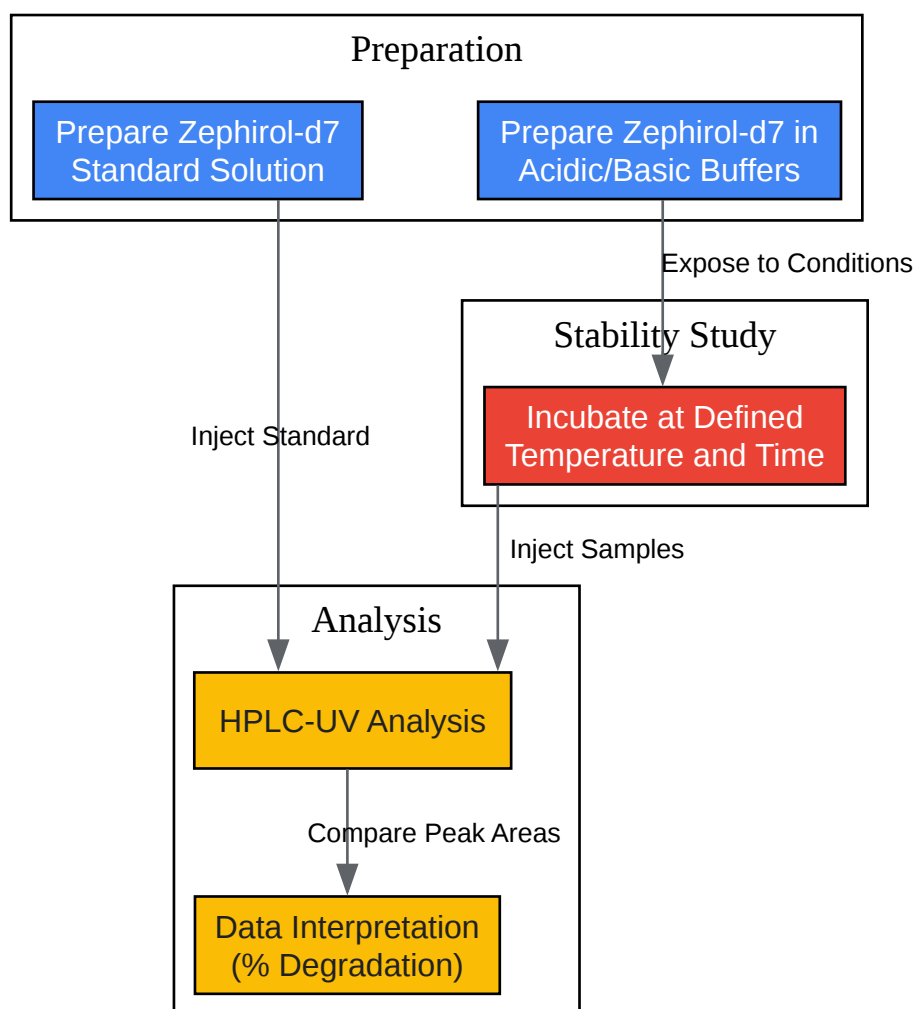 Preparation
Prepare Zephirol-d7
Standard Solution
Prepare Zephirol-d7 in
Acidic/Basic Buffers
Expose to Conditions
Stability Study
Incubate at Defined
Temperature and Time
Inject Standard
Inject Samples
Analysis
HPLC-UV Analysis
Compare Peak Areas
Data Interpretation
(% Degradation)